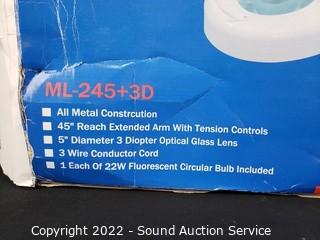 ML-245+3D
All Metal Constrcution
45" Reach Extended Arm With Tension Controls
5" Diameter 3 Diopter Optical Glass Lens
3 Wire Conductor Cord
1 Each Of 22W Fluorescent Circular Bulb Included
Copyright 2022 - Sound Auction Service